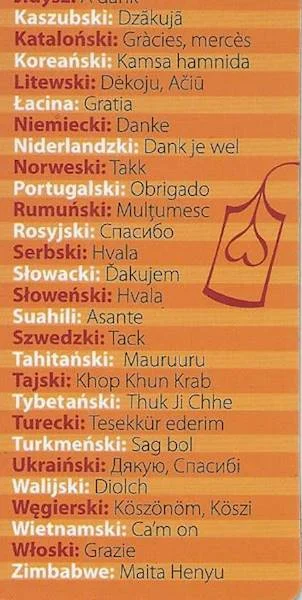 A dank
Kaszubski: Dzãkujã
Kataloński: Gràcies, mercès
Koreański: Kamsa hamnida
Litewski: Dėkoju, Ačiū
Łacina: Gratia
Niemiecki: Danke
Niderlandzki: Dank je wel
Norweski: Takk
Portugalski: Obrigado
Rumuński: Mulţumesc
Rosyjski: Спасибо
Serbski: Hvala
Słowacki: Ďakujem
Słoweński: Hvala
Suahili: Asante
Szwedzki: Tack
Tahitański: Mauruuru
Tajski: Khop Khun Krab
Tybetański: Thuk Ji Chhe
Turecki: Tesekkür ederim
Turkmeński: Sag bol
Ukraiński: Дякую, Спасибі
Walijski: Diolch
Węgierski: Köszönöm, Köszi
Wietnamski: Ca'm on
Włoski: Grazie
Zimbabwe: Maita Henyu